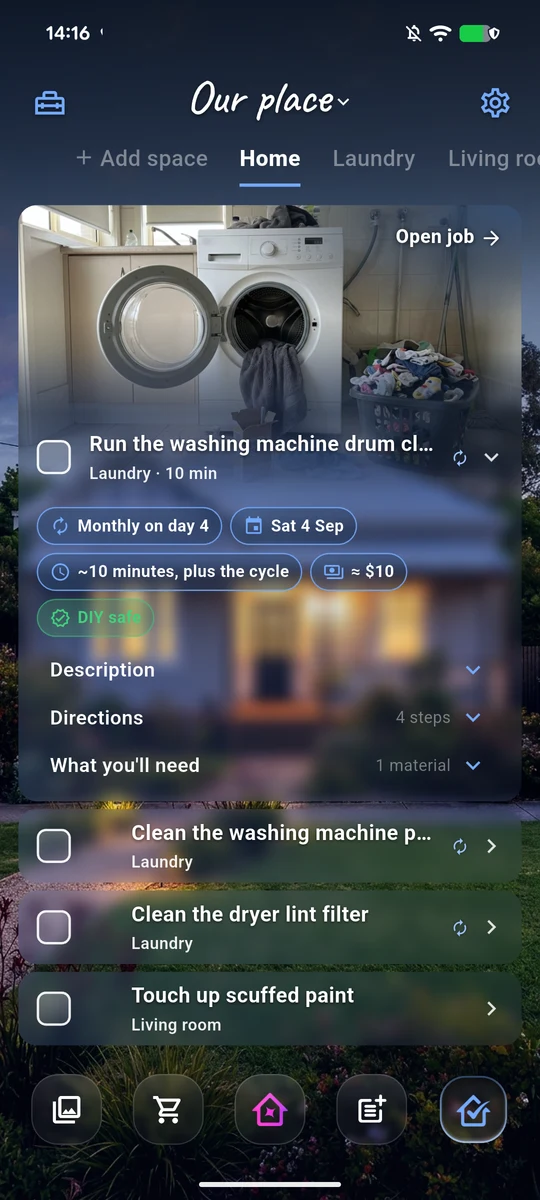 14:16
Our place
+ Add space Home Laundry Living roo
Open job →
Run the washing machine drum cl...
Laundry · 10 min
Monthly on day 4 Sat 4 Sep
~10 minutes, plus the cycle ≈ $10
DIY safe
Description
Directions 4 steps
What you'll need 1 material
Clean the washing machine p...
Laundry
Clean the dryer lint filter
Laundry
Touch up scuffed paint
Living room